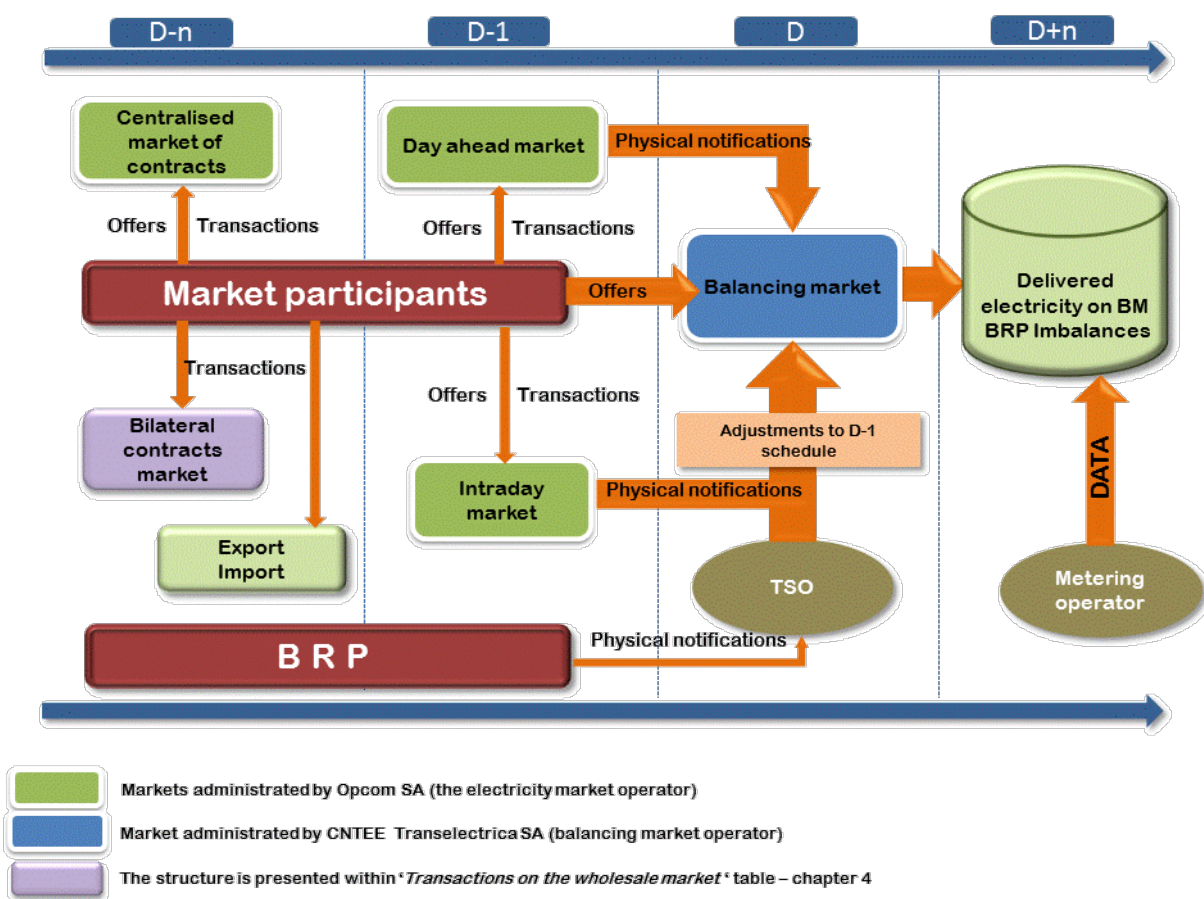 D-n
D-1
D
D+n
Centralised
market of
contracts
Day ahead market
Physical notifications
Offers
Transactions
Offers
Transactions
Market participants
Offers
Balancing market
Delivered
electricity on BM
BRP Imbalances
Transactions
Offers
Transactions
Bilateral
contracts
market
Adjustments to D-1
schedule
Intraday
market
Physical notifications
DATA
Export
Import
TSO
Metering
operator
B R P
Physical notifications
Markets administrated by Opcom SA (the electricity market operator)
Market administrated by CNTEE Transelectrica SA (balancing market operator)
The structure is presented within ‘Transactions on the wholesale market‘ table – chapter 4